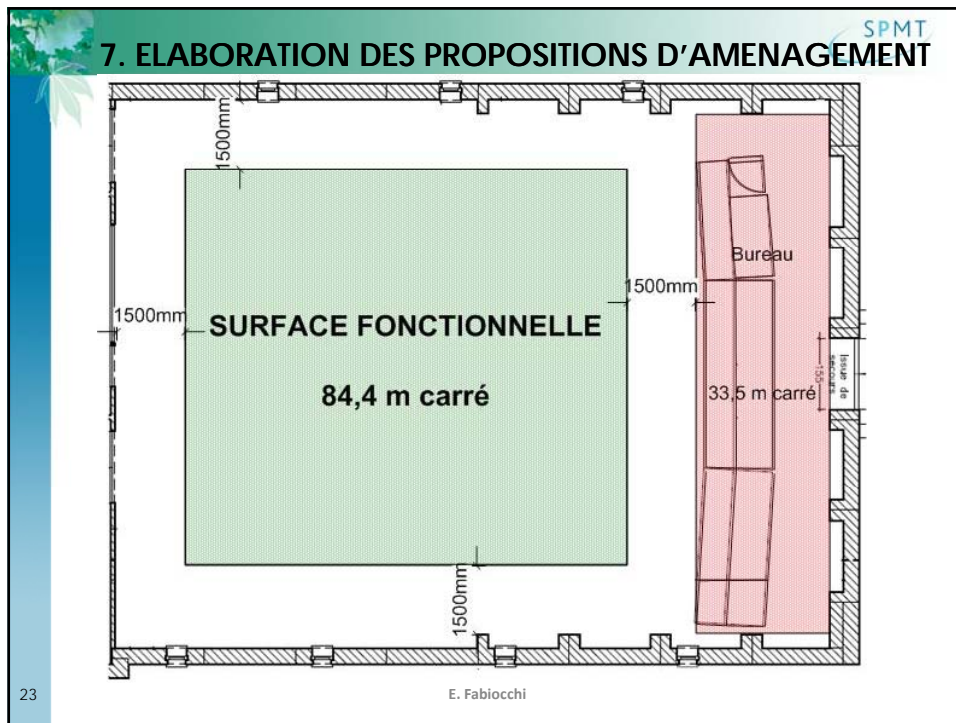 SPMT
7. ELABORATION DES PROPOSITIONS D’AMENAGEMENT
1500mm
Bureau
1500mm
1500mm
SURFACE FONCTIONNELLE
84,4 m carré
33,5 m carré
155
Issue de
secours
1500mm
23
E. Fabiocchi